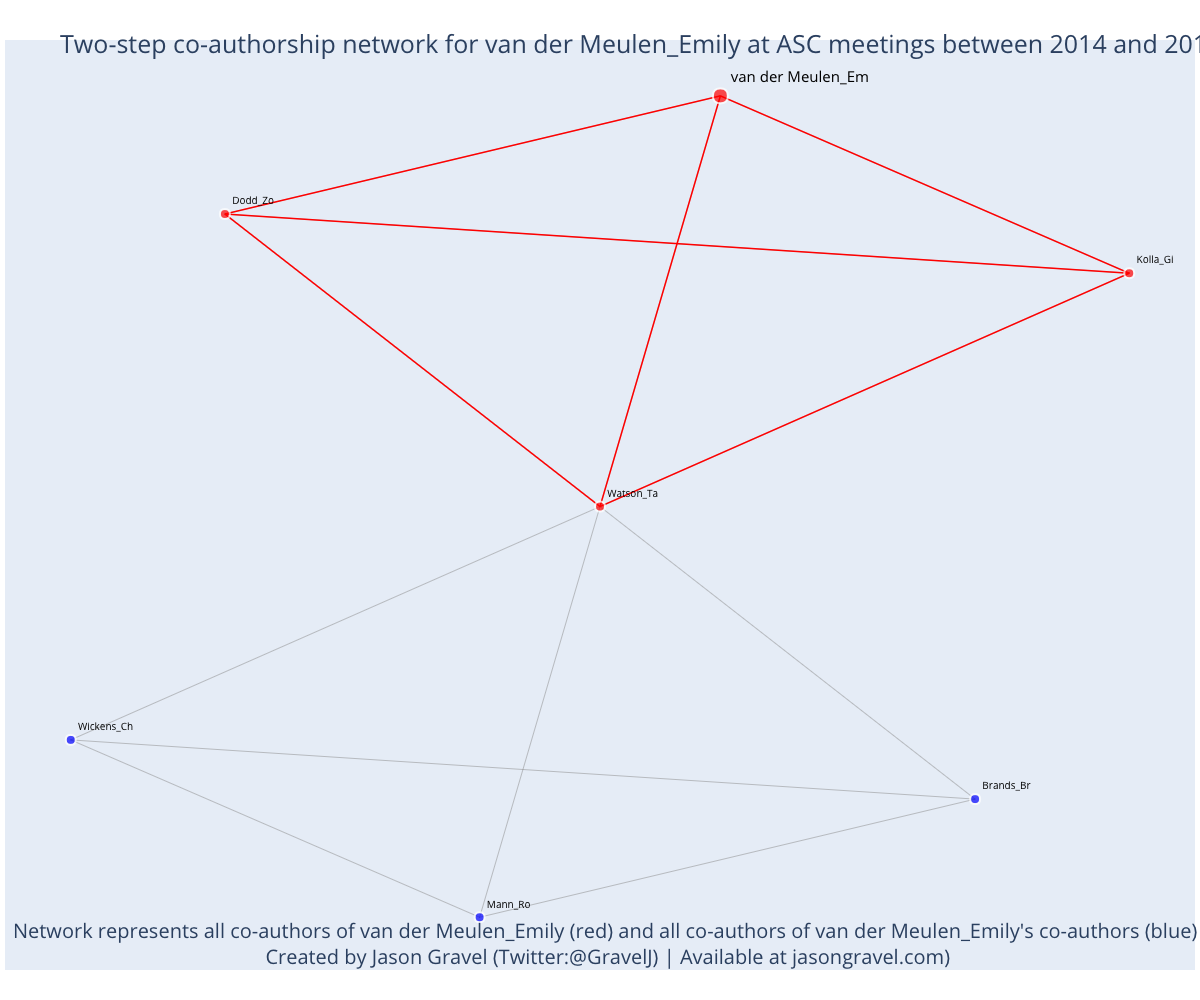 Two-step co-authorship network for van der Meulen_Emily at ASC meetings between 2014 and 201
van der Meulen_Em
Dodd_Zo
Kolla_Gi
Watson_Ta
Wickens_Ch
Brands_Br
Mann_Ro
Network represents all co-authors of van der Meulen_Emily (red) and all co-authors of van der Meulen_Emily's co-authors (blue)
Created by Jason Gravel (Twitter:@GravelJ) | Available at jasongravel.com)